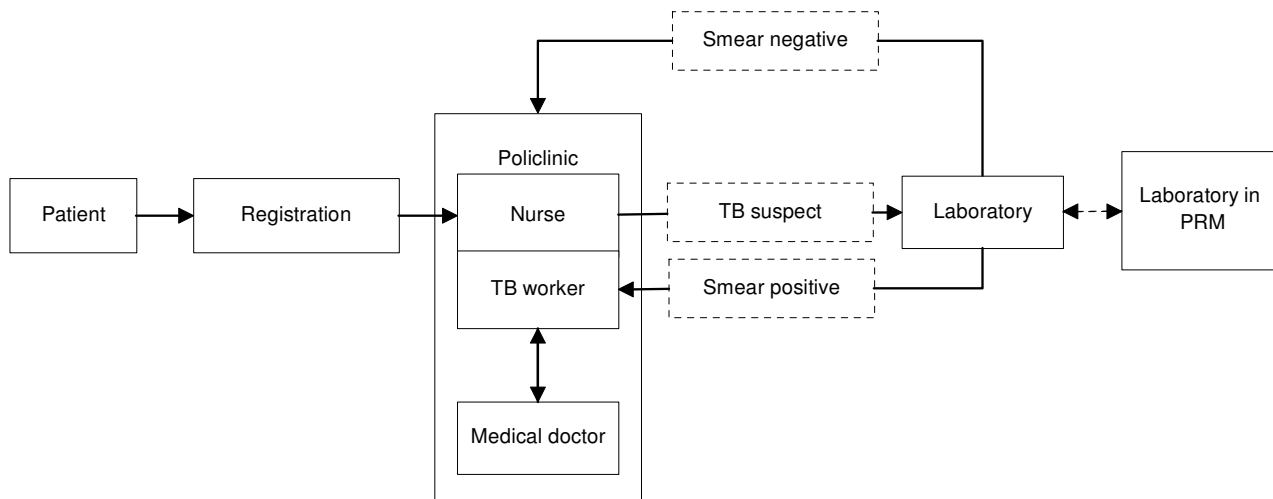 Smear negative
Policlinic
Patient
Registration
Nurse
TB suspect
Laboratory
Laboratory in
PRM
TB worker
Smear positive
Medical doctor